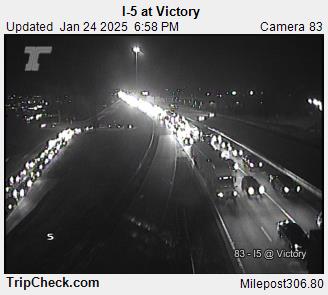 I-5 at Victory
Updated  Jan 24 2025  6:58 PM
Camera 83
T
S
83 - I5 @ Victory
TripCheck.com
Milepost306.80